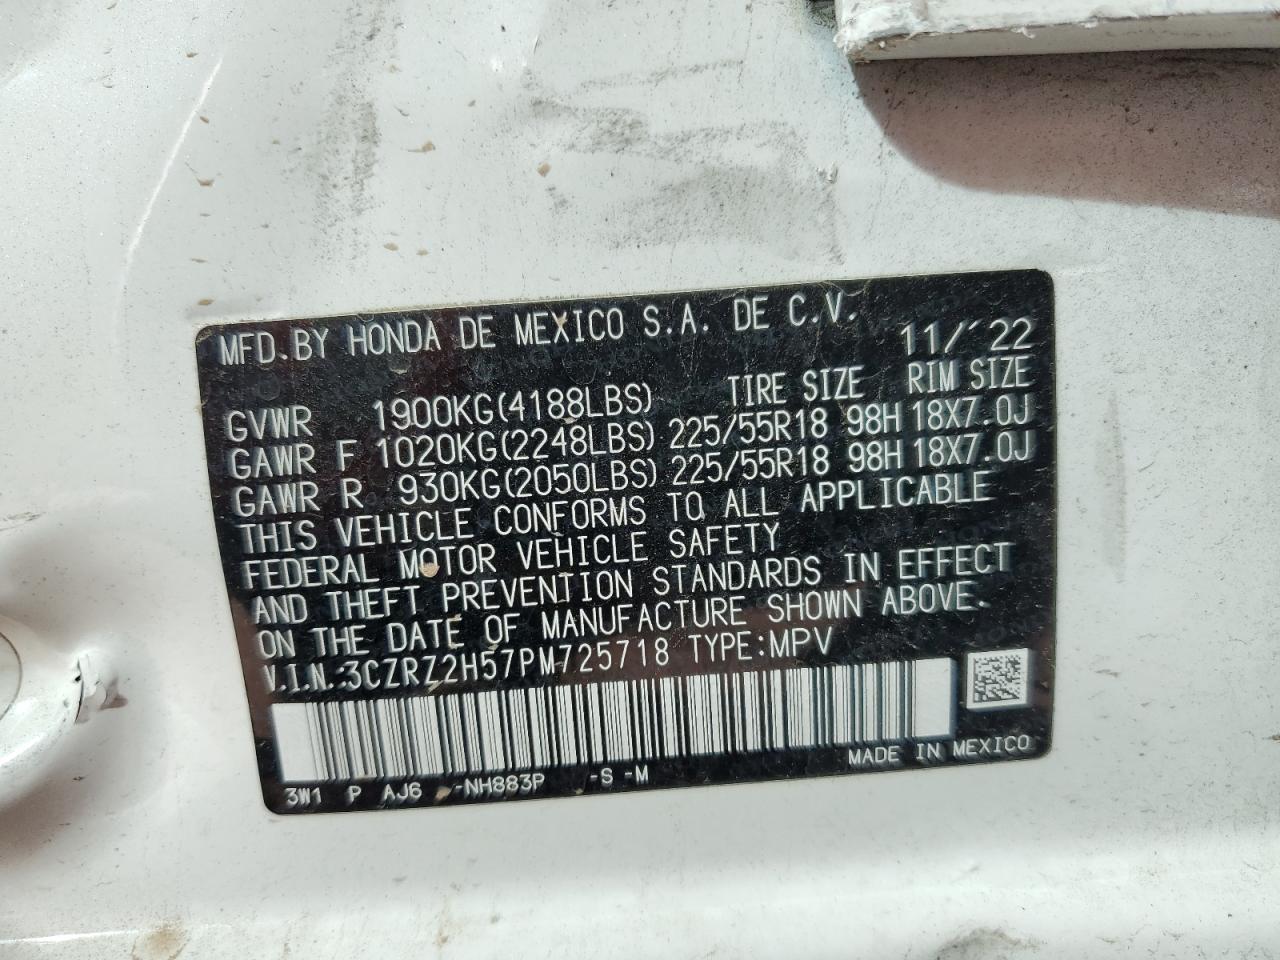 MFD.BY HONDA DE MEXICO S.A. DE C.V. 11/'22
TIRE SIZE RIM SIZE
GVWR 1900KG(4188LBS)
GAWR F 1020KG(2248LBS) 225/55R18 98H 18X7.0J
GAWR R 930KG(2050LBS) 225/55R18 98H 18X7.0J
THIS VEHICLE CONFORMS TO ALL APPLICABLE
FEDERAL MOTOR VEHICLE SAFETY
AND THEFT PREVENTION STANDARDS IN EFFECT
ON THE DATE OF MANUFACTURE SHOWN ABOVE.
V.I.N.:3CZRZ2H57PM725718 TYPE:MPV
MADE IN MEXICO
3W1 P AJ6 -NH883P -S -M